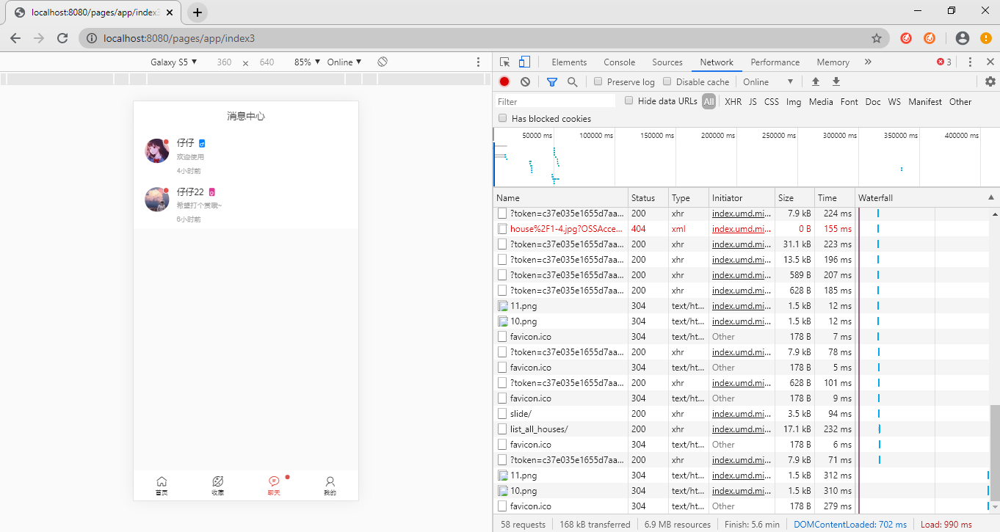 localhost:8080/pages/app/index3
localhost:8080/pages/app/index3
Galaxy S5 ▼ 360 × 640 85% ▼ Online ▼
Elements Console Sources Network Performance Memory » 3
Preserve log Disable cache Online ▼
Filter Hide data URLs All XHR JS CSS Img Media Font Doc WS Manifest Other
Has blocked cookies
50000 ms 100000 ms 150000 ms 200000 ms 250000 ms 300000 ms 350000 ms 400000 ms
消息中心
仔仔
欢迎使用
4小时前
仔仔22
希望打个赏哦~
6小时前
首页 收藏 聊天 我的
Name Status Type Initiator Size Time Waterfall
?token=c37e035e1655d7aa... 200 xhr index.umd.mi... 7.9 kB 224 ms
house%2F1-4.jpg?OSSAcce... 404 xml index.umd.mi... 0 B 155 ms
?token=c37e035e1655d7aa... 200 xhr index.umd.mi... 31.1 kB 223 ms
?token=c37e035e1655d7aa... 200 xhr index.umd.mi... 13.5 kB 196 ms
?token=c37e035e1655d7aa... 200 xhr index.umd.mi... 589 B 207 ms
?token=c37e035e1655d7aa... 200 xhr index.umd.mi... 628 B 185 ms
11.png 304 text/ht... index.umd.mi... 1.5 kB 12 ms
10.png 304 text/ht... index.umd.mi... 1.5 kB 12 ms
favicon.ico 304 text/ht... Other 178 B 7 ms
?token=c37e035e1655d7aa... 200 xhr index.umd.mi... 7.9 kB 78 ms
favicon.ico 304 text/ht... Other 178 B 5 ms
?token=c37e035e1655d7aa... 200 xhr index.umd.mi... 628 B 101 ms
favicon.ico 304 text/ht... Other 178 B 9 ms
slide/ 200 xhr index.umd.mi... 3.5 kB 94 ms
list_all_houses/ 200 xhr index.umd.mi... 17.1 kB 232 ms
favicon.ico 304 text/ht... Other 178 B 6 ms
?token=c37e035e1655d7aa... 200 xhr index.umd.mi... 7.9 kB 71 ms
11.png 304 text/ht... index.umd.mi... 1.5 kB 312 ms
10.png 304 text/ht... index.umd.mi... 1.5 kB 310 ms
favicon.ico 304 text/ht... Other 178 B 279 ms
58 requests 168 kB transferred 6.9 MB resources Finish: 5.6 min DOMContentLoaded: 702 ms Load: 990 ms